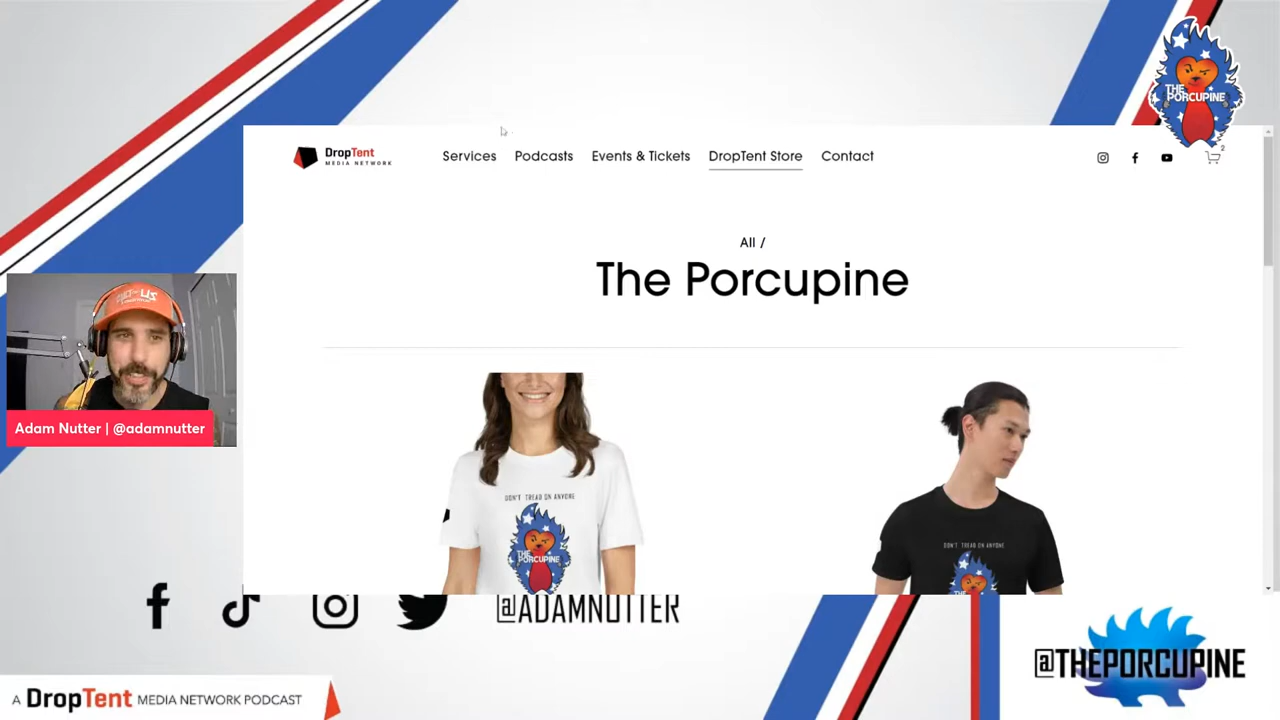 THE
PORCUPINE
DropTent
MEDIA NETWORK
Services
Podcasts
Events & Tickets
DropTent Store
Contact
2
All /
The Porcupine
Adam Nutter | @adamnutter
DON'T TREAD ON ANYONE
THE
PORCUPINE
DON'T TREAD ON ANYONE
@ADAMNUTTER
@THEPORCUPINE
A DropTent MEDIA NETWORK PODCAST